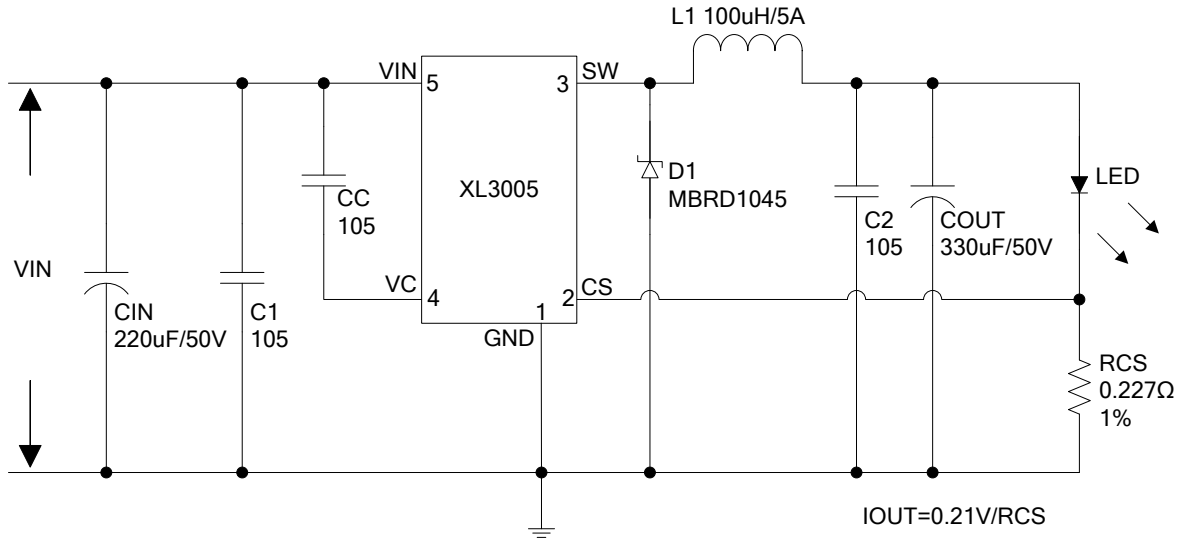 L1 100uH/5A
VIN
5
3
SW
XL3005
D1
MBRD1045
CC
105
LED
C2
105
COUT
330uF/50V
VIN
VC
4
2
CS
1
GND
CIN
220uF/50V
C1
105
RCS
0.227Ω
1%
IOUT=0.21V/RCS